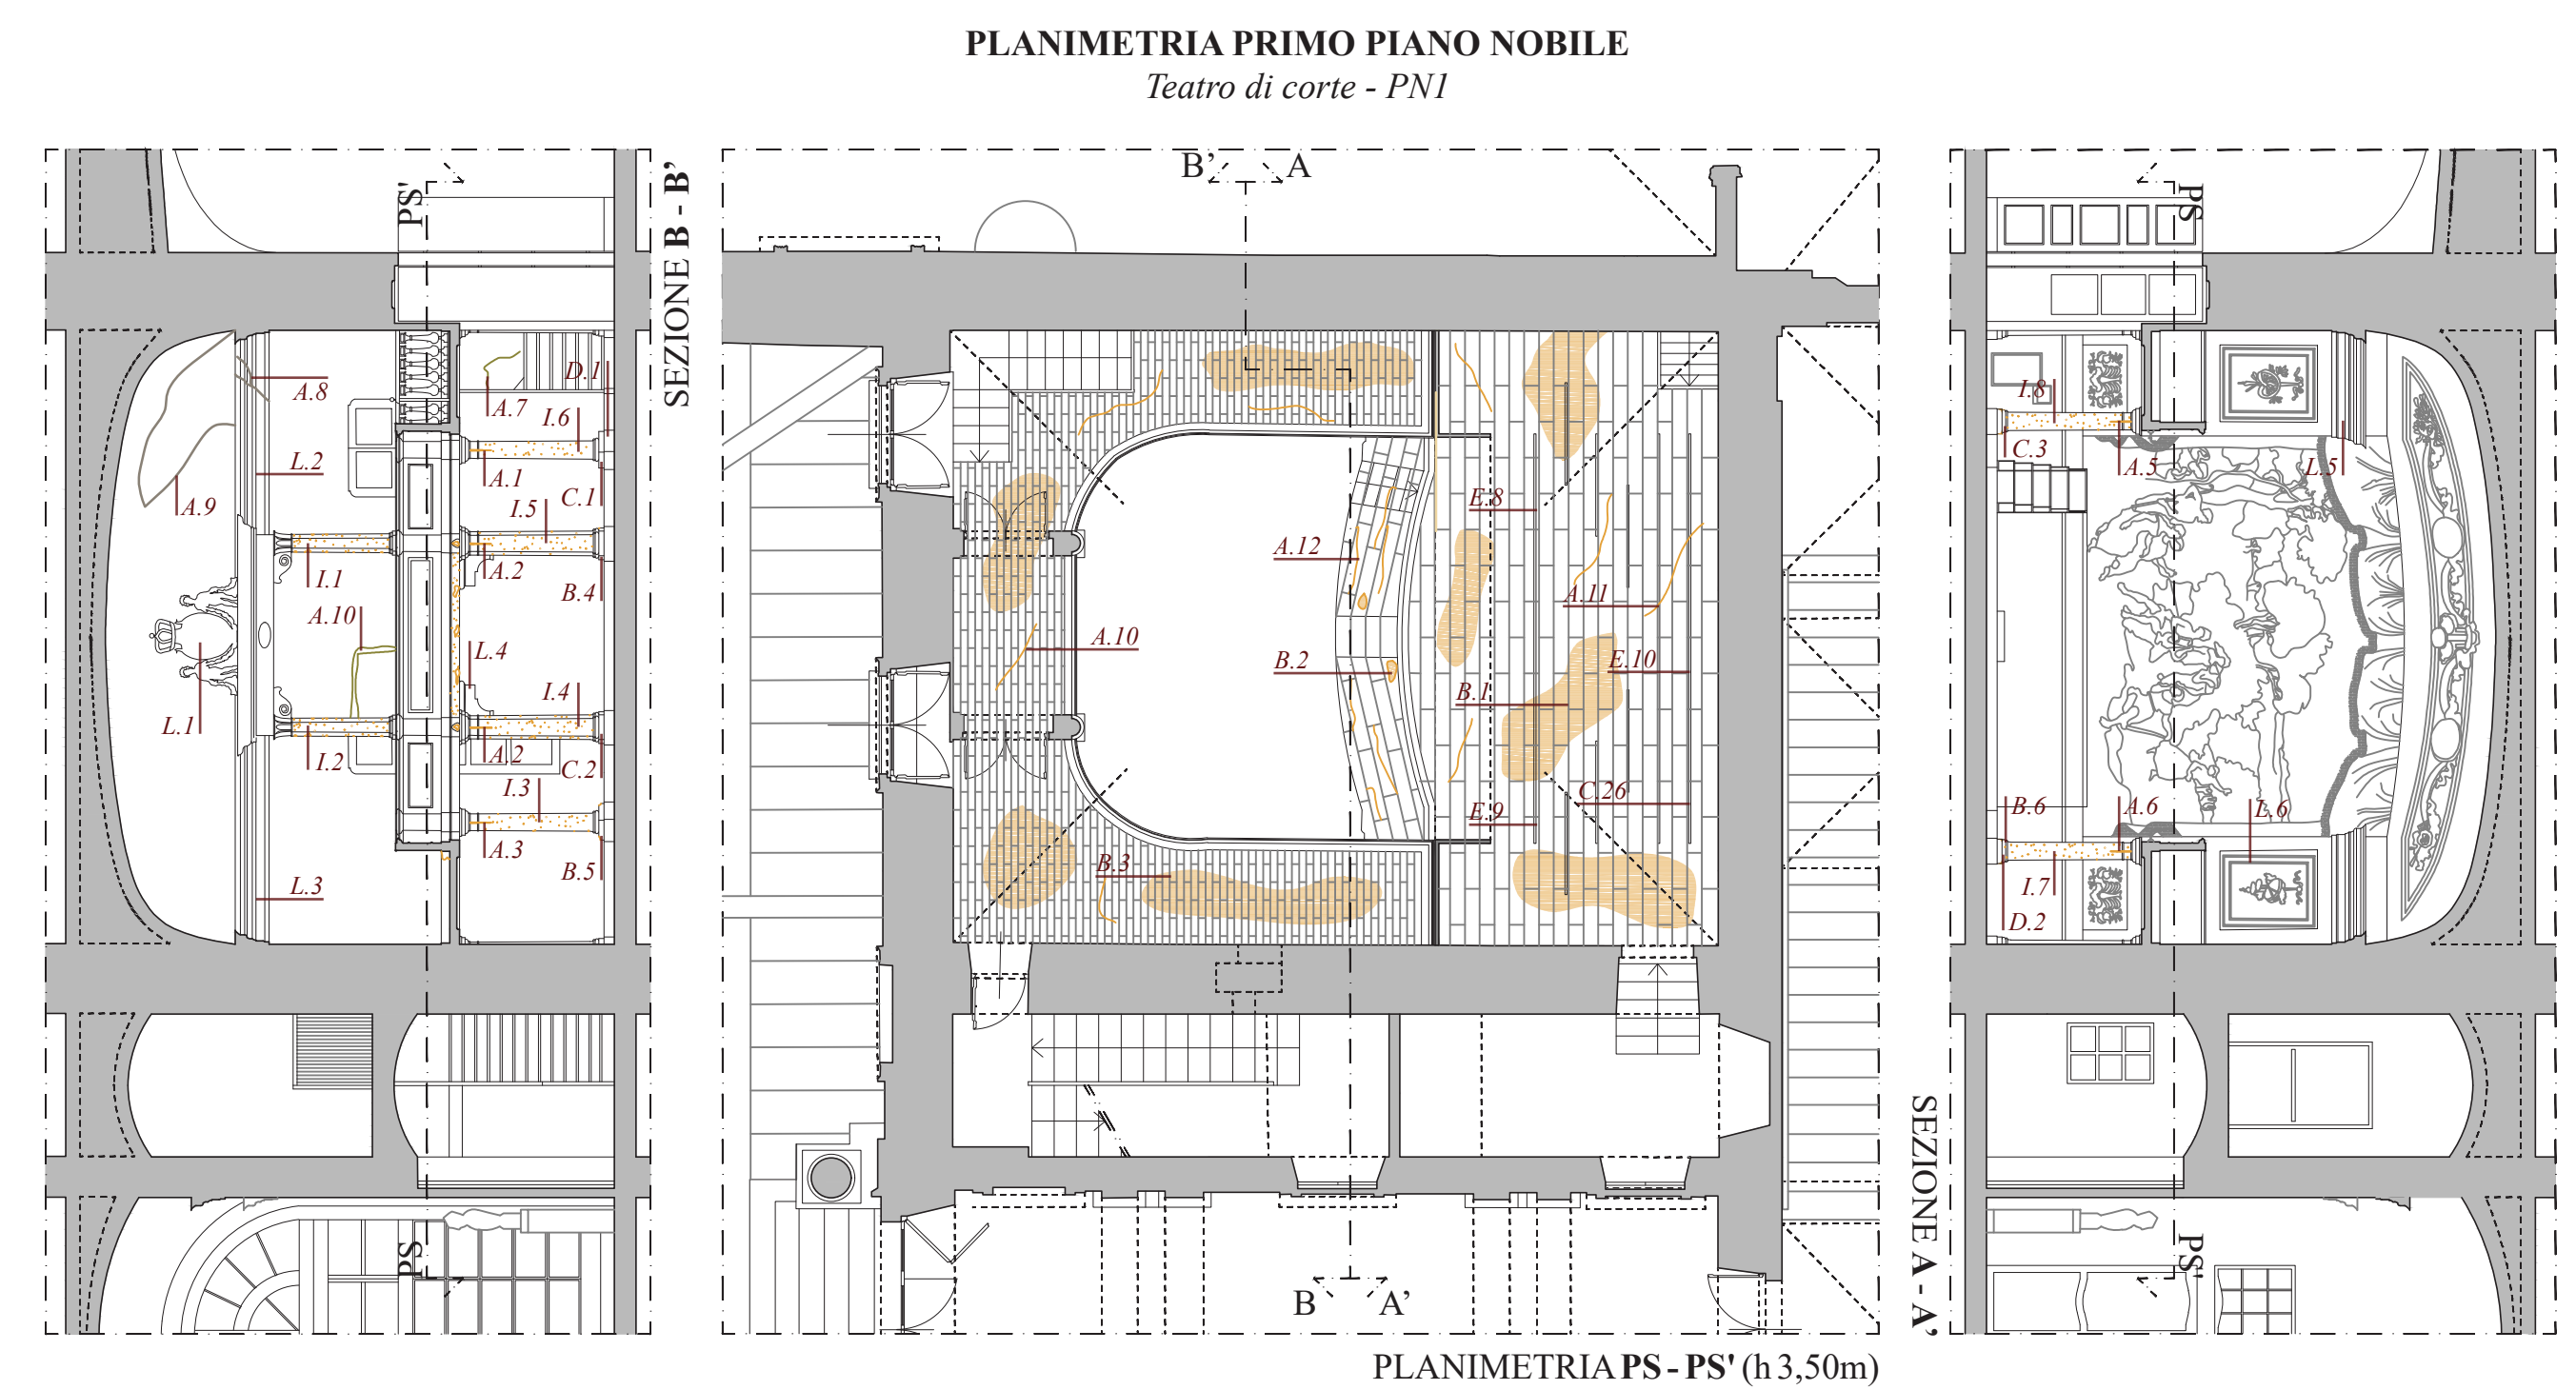 PLANIMETRIA PRIMO PIANO NOBILE
Teatro di corte - PN1
PS'
D.1
A.8
A.7
I.6
L.2
A.1
C.1
A.9
I.5
A.2
I.1
B.4
A.10
L.4
L.1
I.4
I.2
A.2
C.2
I.3
A.3
B.5
L.3
PS
SEZIONE B - B'
B' A
E.8
A.12
A.11
A.10
B.2
E.10
B.1
C.26
E.9
B.3
B A'
PLANIMETRIA PS - PS' (h 3,50m)
PS
I.8
C.3
A.5
L.5
B.6
A.6
L.6
I.7
D.2
PS'
SEZIONE A - A'